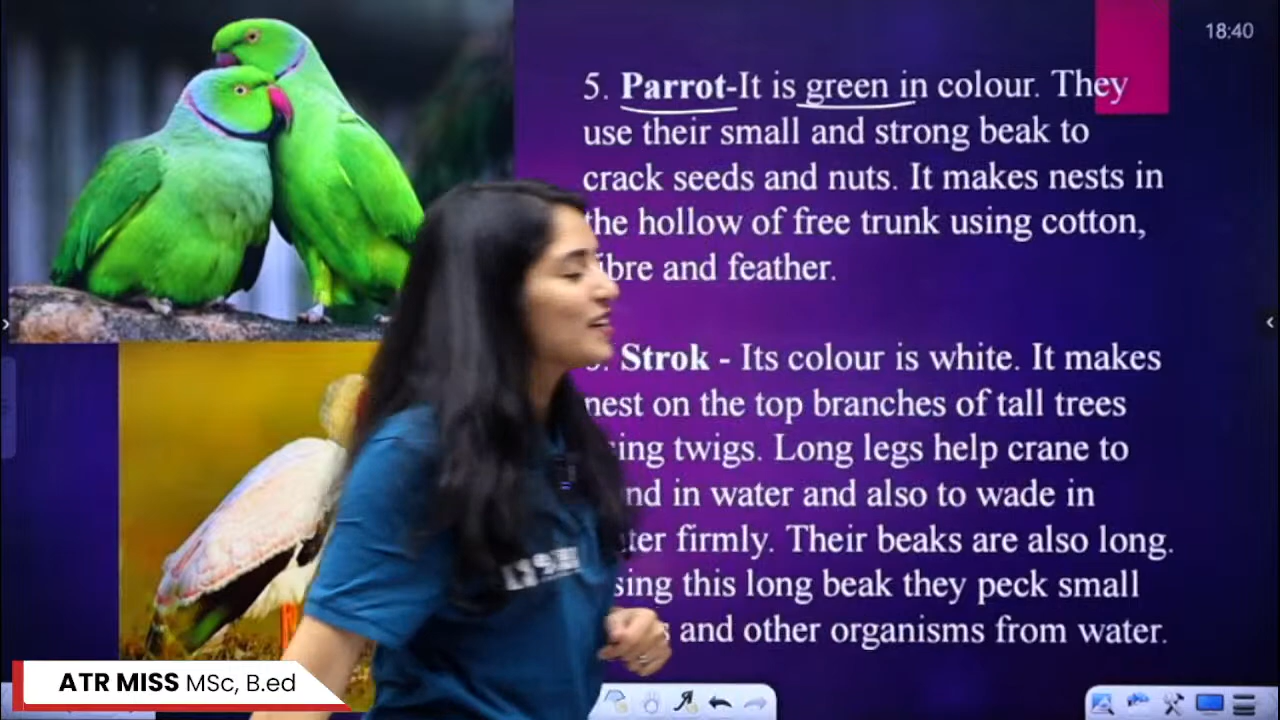 18:40
5. Parrot-It is green in colour. They
use their small and strong beak to
crack seeds and nuts. It makes nests in
the hollow of free trunk using cotton,
ibre and feather.
Strok - Its colour is white. It makes
nest on the top branches of tall trees
ing twigs. Long legs help crane to
nd in water and also to wade in
ter firmly. Their beaks are also long.
sing this long beak they peck small
s and other organisms from water.
ATR MISS MSc, B.ed